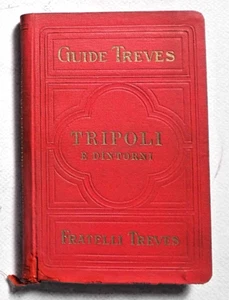 GUIDE TREVES
TRIPOLI
E DINTORNI
FRATELLI TREVES